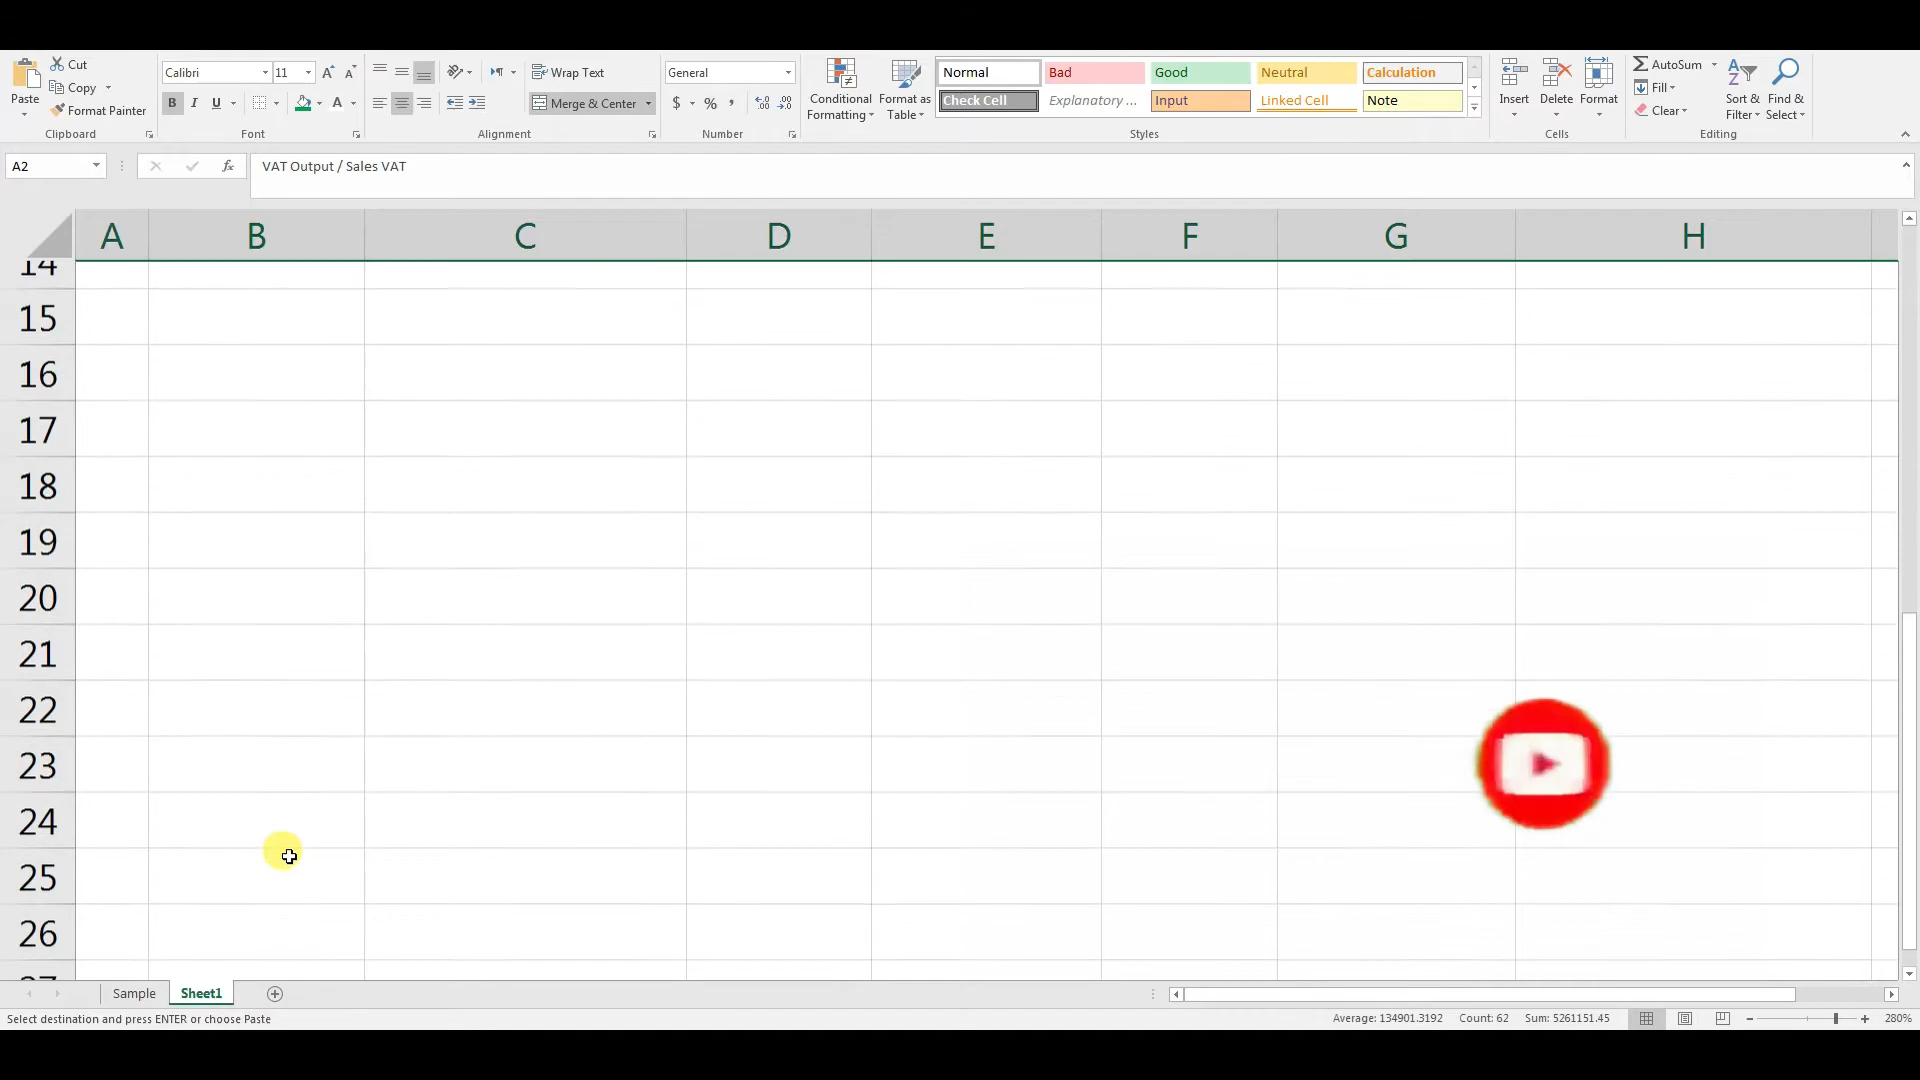 Cut
Copy
Format Painter
Paste
Clipboard
Calibri
11
B I U
A
Font
Wrap Text
Merge & Center
Alignment
General
$ % ,
Number
Conditional Formatting
Format as Table
Normal
Bad
Good
Neutral
Calculation
Check Cell
Explanatory ...
Input
Linked Cell
Note
Styles
Insert
Delete
Format
Cells
AutoSum
Fill
Clear
Sort & Filter
Find & Select
Editing
A2
fx
VAT Output / Sales VAT
A B C D E F G H
14
15
16
17
18
19
20
21
22
23
24
25
26
Sample
Sheet1
Select destination and press ENTER or choose Paste
Average: 134901.3192
Count: 62
Sum: 5261151.45
280%